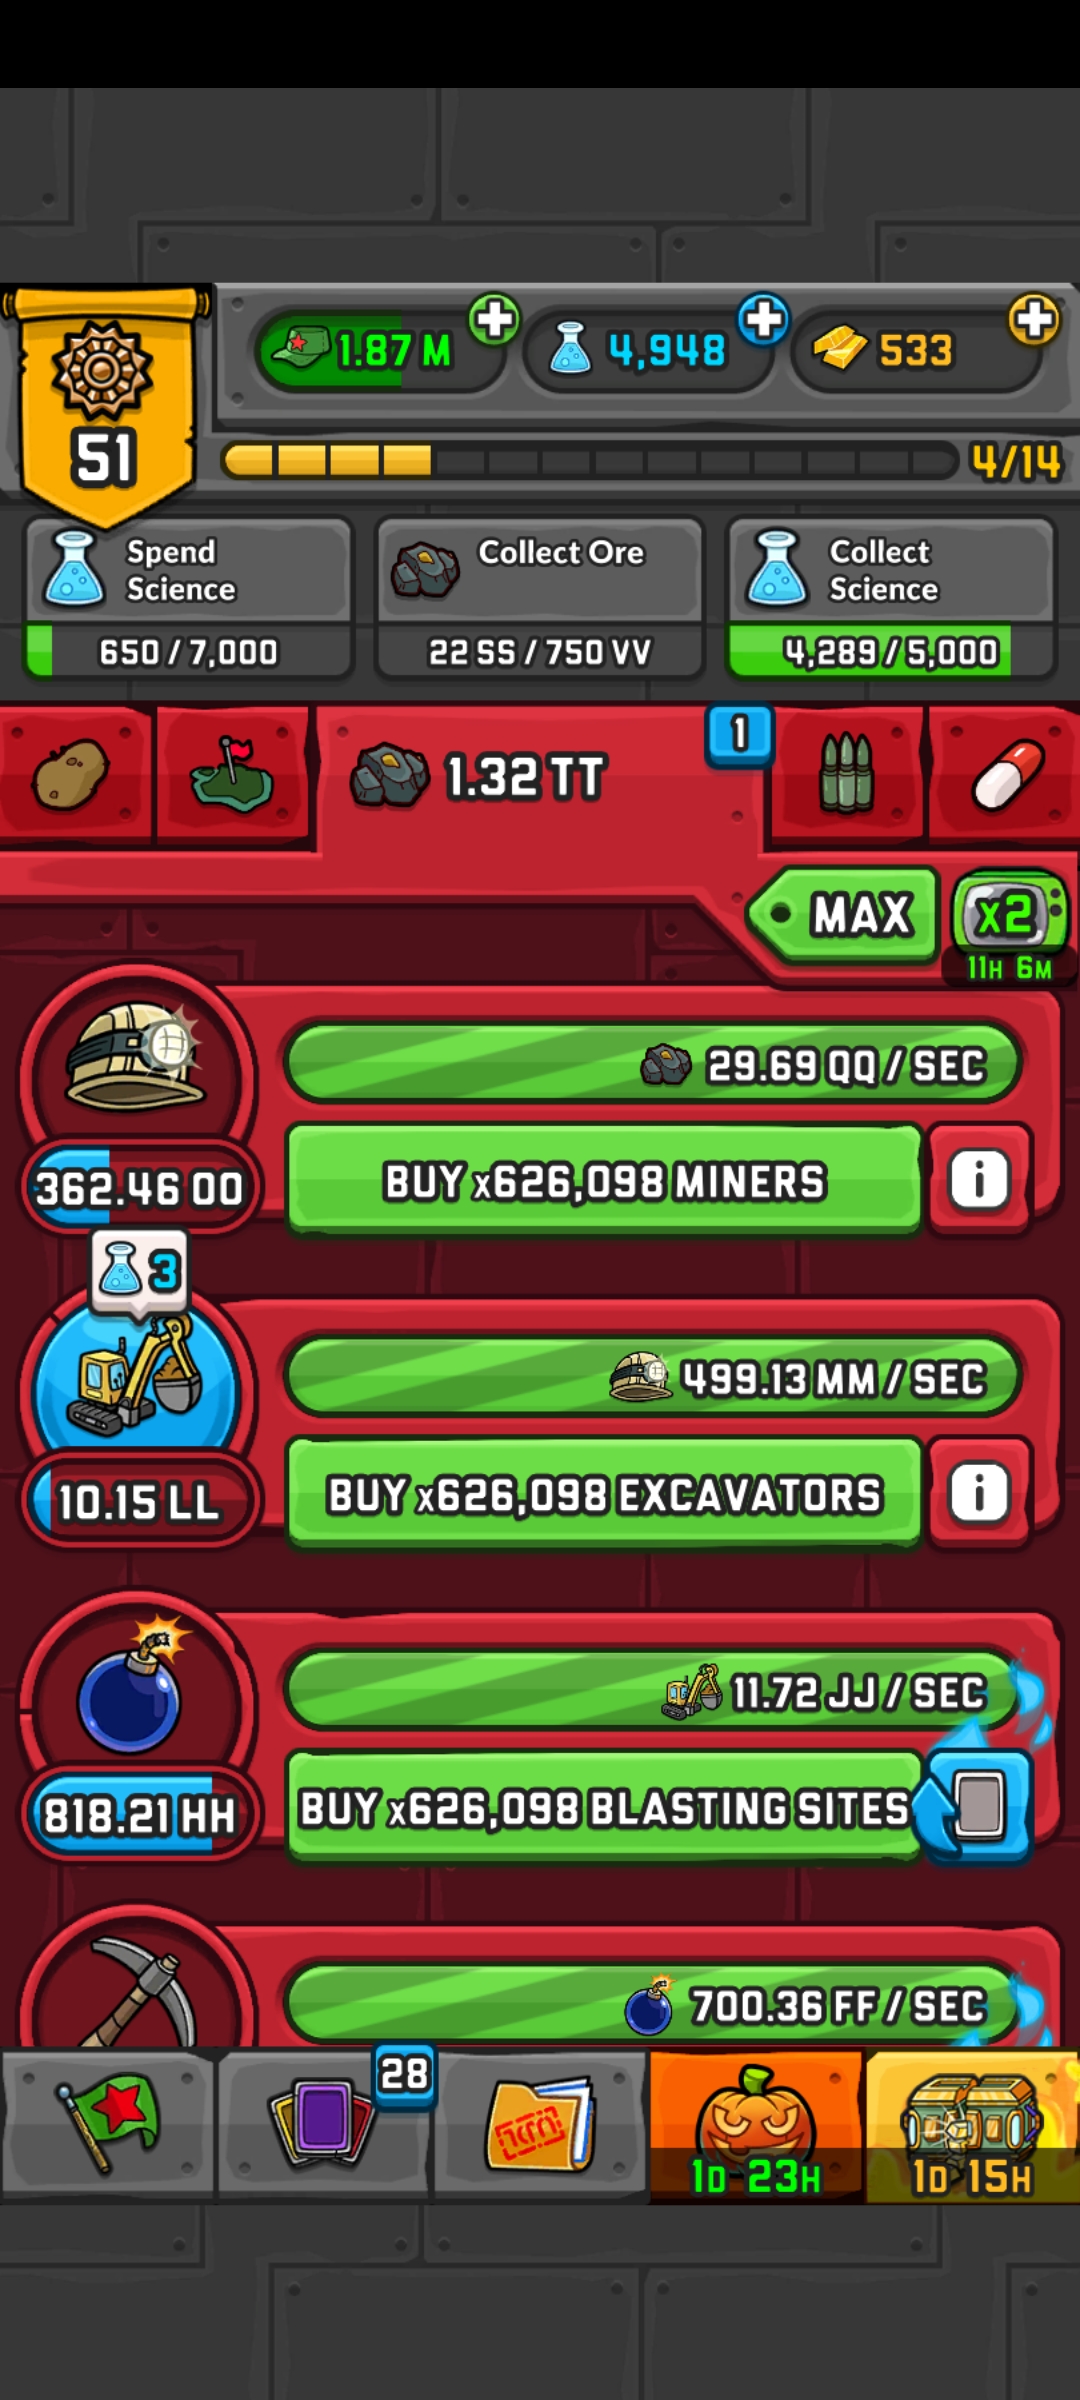 1.87 M
4,948
533
51
4/14
Spend
Science
650 / 7,000
Collect Ore
22 SS / 750 VV
Collect
Science
4,289 / 5,000
1.32 TT
1
MAX
x2
11H 6M
29.69 QQ / SEC
362.46 OO
BUY x626,098 MINERS
i
3
499.13 MM / SEC
10.15 LL
BUY x626,098 EXCAVATORS
i
11.72 JJ / SEC
818.21 HH
BUY x626,098 BLASTING SITES
700.36 FF / SEC
28
1D 23H
1D 15H